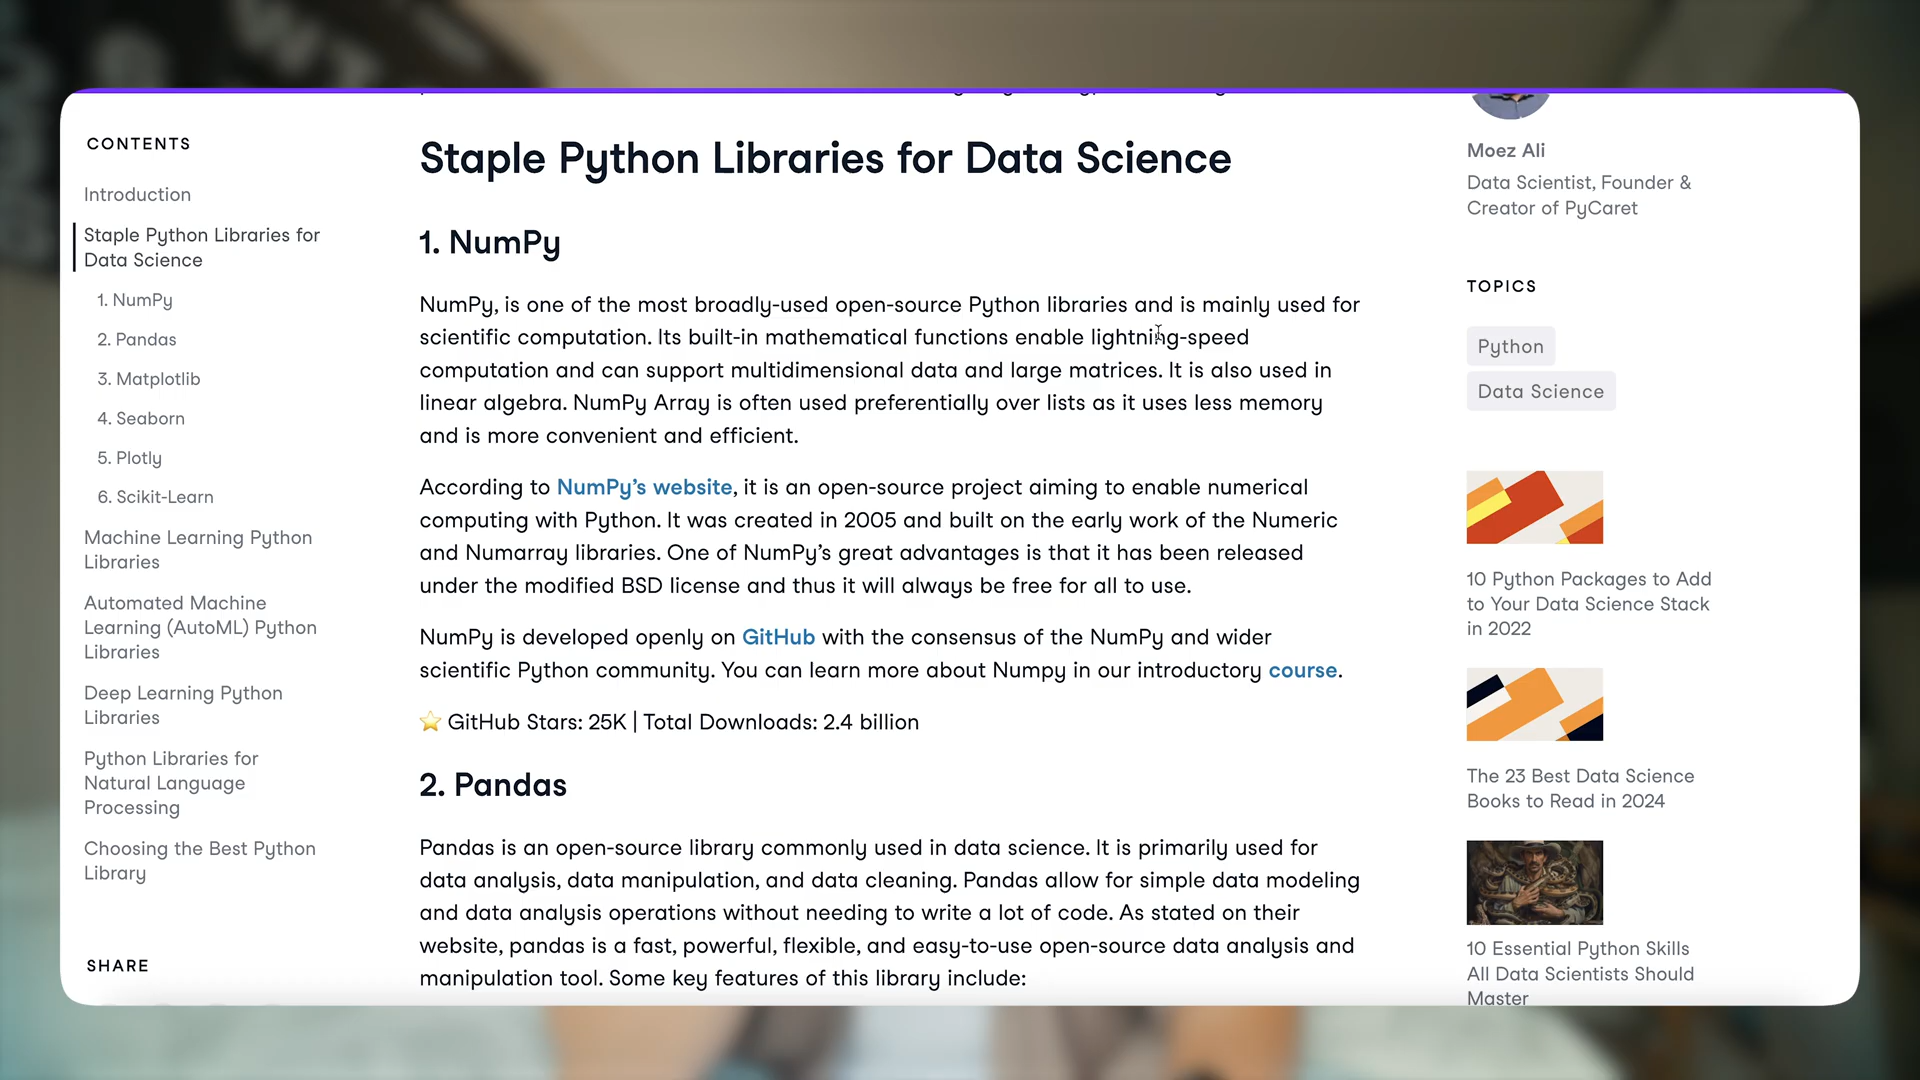 CONTENTS
Introduction
Staple Python Libraries for
Data Science
1. NumPy
2. Pandas
3. Matplotlib
4. Seaborn
5. Plotly
6. Scikit-Learn
Machine Learning Python
Libraries
Automated Machine
Learning (AutoML) Python
Libraries
Deep Learning Python
Libraries
Python Libraries for
Natural Language
Processing
Choosing the Best Python
Library
SHARE
Staple Python Libraries for Data Science
1. NumPy
NumPy, is one of the most broadly-used open-source Python libraries and is mainly used for
scientific computation. Its built-in mathematical functions enable lightning-speed
computation and can support multidimensional data and large matrices. It is also used in
linear algebra. NumPy Array is often used preferentially over lists as it uses less memory
and is more convenient and efficient.
According to NumPy’s website, it is an open-source project aiming to enable numerical
computing with Python. It was created in 2005 and built on the early work of the Numeric
and Numarray libraries. One of NumPy’s great advantages is that it has been released
under the modified BSD license and thus it will always be free for all to use.
NumPy is developed openly on GitHub with the consensus of the NumPy and wider
scientific Python community. You can learn more about Numpy in our introductory course.
⭐ GitHub Stars: 25K | Total Downloads: 2.4 billion
2. Pandas
Pandas is an open-source library commonly used in data science. It is primarily used for
data analysis, data manipulation, and data cleaning. Pandas allow for simple data modeling
and data analysis operations without needing to write a lot of code. As stated on their
website, pandas is a fast, powerful, flexible, and easy-to-use open-source data analysis and
manipulation tool. Some key features of this library include:
Moez Ali
Data Scientist, Founder &
Creator of PyCaret
TOPICS
Python
Data Science
10 Python Packages to Add
to Your Data Science Stack
in 2022
The 23 Best Data Science
Books to Read in 2024
10 Essential Python Skills
All Data Scientists Should
Master